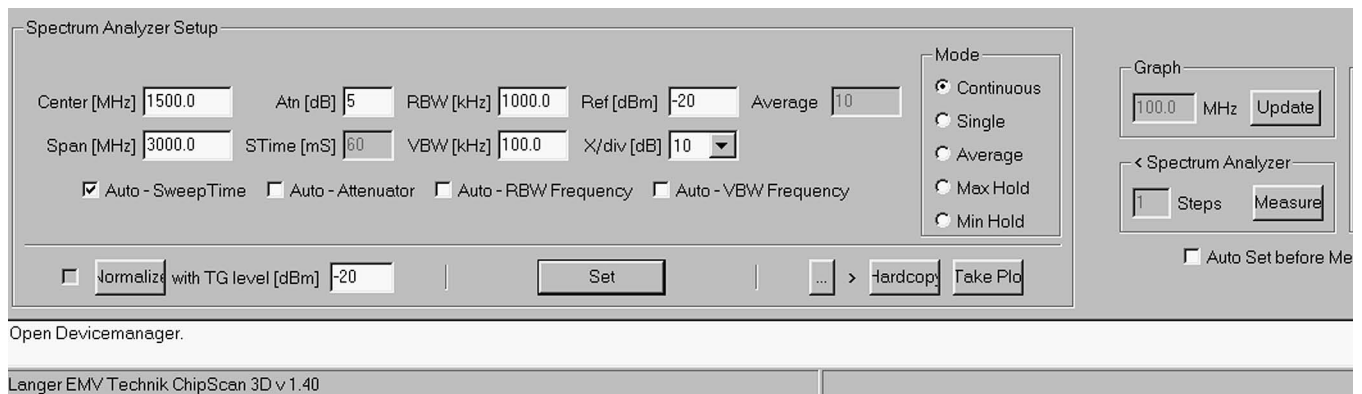 Spectrum Analyzer Setup
Mode
Graph
Center [MHz] 1500.0 Atn [dB] 5 RBW [kHz] 1000.0 Ref [dBm] -20 Average 10
Continuous
100.0 MHz Update
Single
Span [MHz] 3000.0 STime [mS] 60 VBW [kHz] 100.0 X/div [dB] 10
Average
< Spectrum Analyzer
Auto - SweepTime Auto - Attenuator Auto - RBW Frequency Auto - VBW Frequency
Max Hold
1 Steps Measure
Min Hold
Auto Set before Me
Normalize with TG level [dBm] -20 Set ... > Hardcopy Take Plo
Open Devicemanager.
Langer EMV Technik ChipScan 3D v 1.40